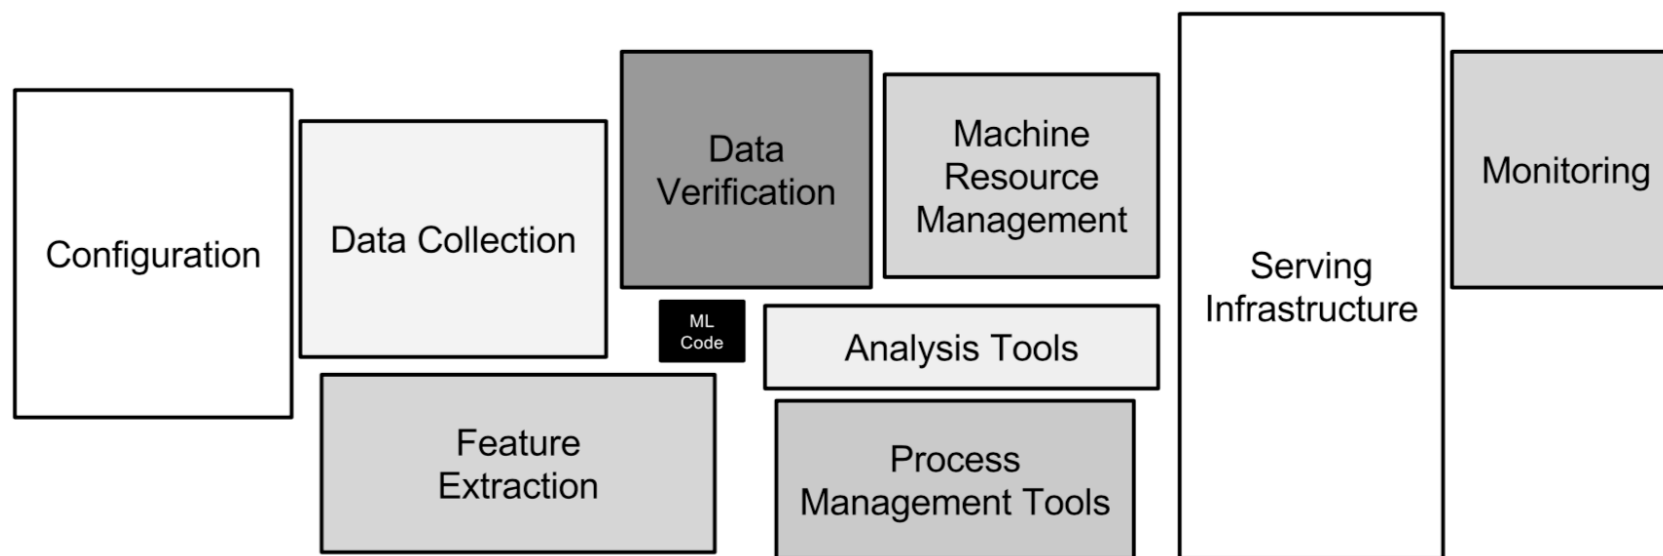 Configuration
Data Collection
Feature
Extraction
Data
Verification
ML
Code
Machine
Resource
Management
Analysis Tools
Process
Management Tools
Serving
Infrastructure
Monitoring